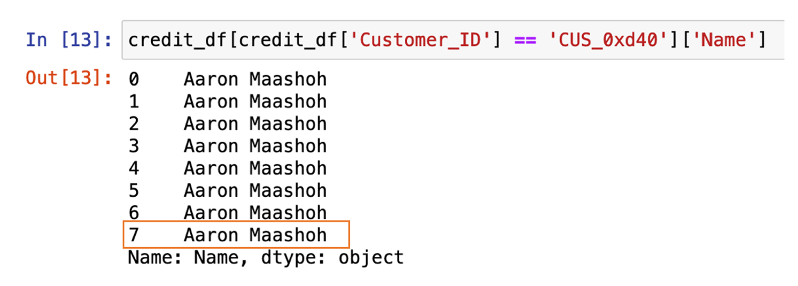 In [13]: credit_df[credit_df['Customer_ID'] == 'CUS_0xd40']['Name']
Out[13]: 0    Aaron Maashoh
1    Aaron Maashoh
2    Aaron Maashoh
3    Aaron Maashoh
4    Aaron Maashoh
5    Aaron Maashoh
6    Aaron Maashoh
7    Aaron Maashoh
Name: Name, dtype: object